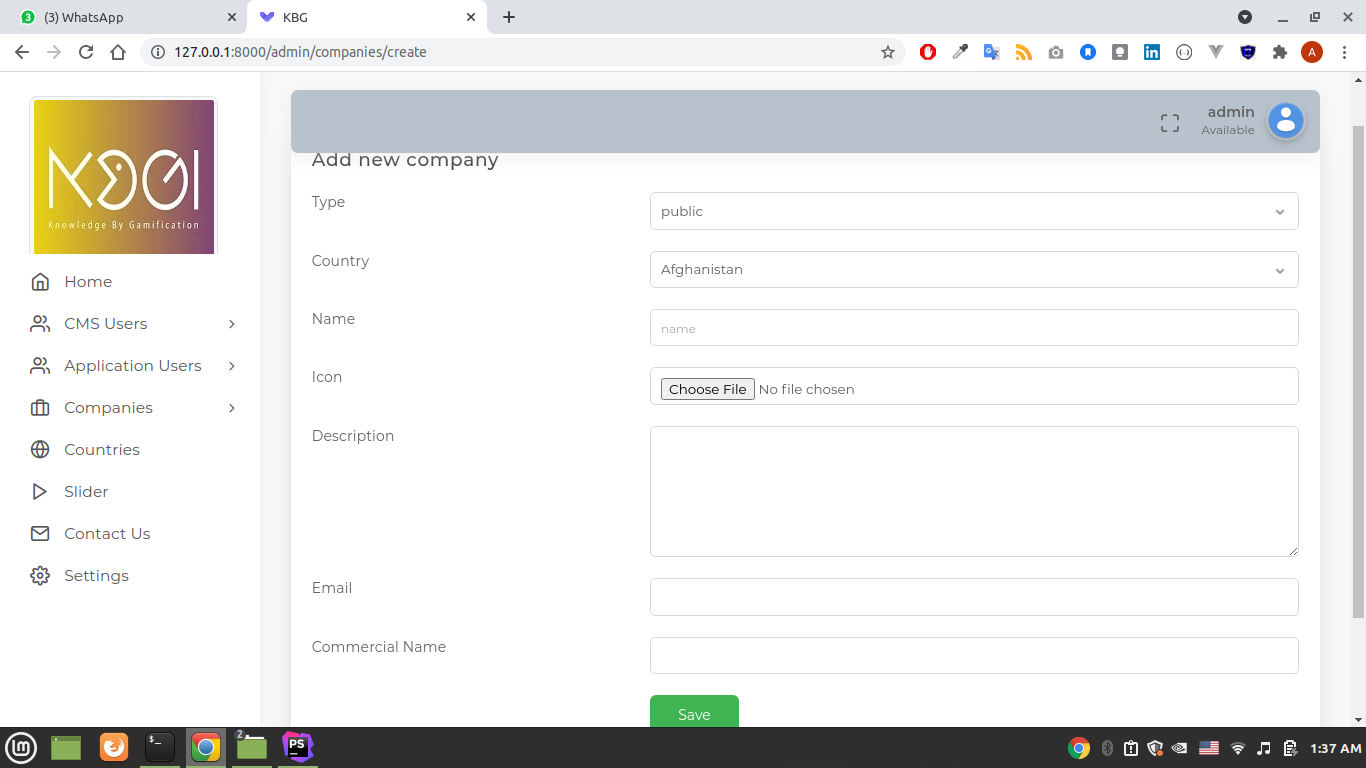 (3) WhatsApp
KBG
127.0.0.1:8000/admin/companies/create
A
admin
Available
Knowledge By Gamification
Home
CMS Users
Application Users
Companies
Countries
Slider
Contact Us
Settings
Add new company
Type
public
Country
Afghanistan
Name
name
Icon
Choose File No file chosen
Description
Email
Commercial Name
Save
2
PS
1:37 AM